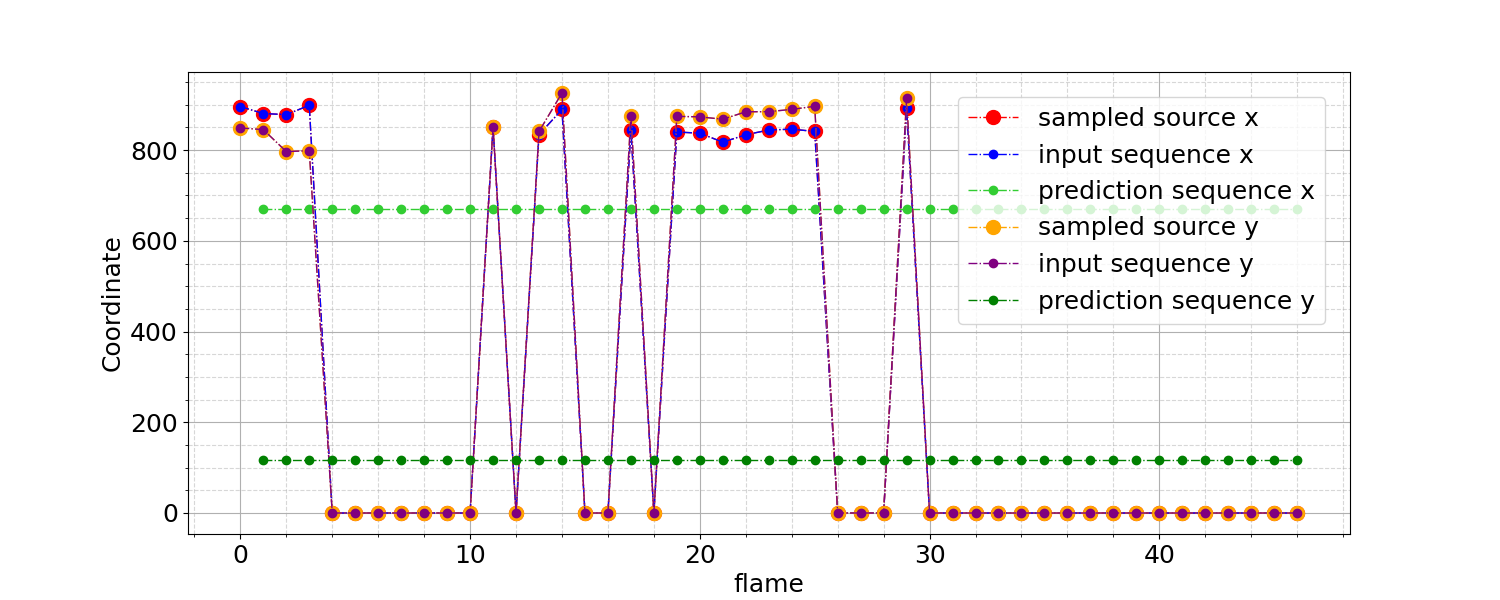 800
600
400
200
0
Coordinate
0 10 20 30 40
flame
sampled source x
input sequence x
prediction sequence x
sampled source y
input sequence y
prediction sequence y